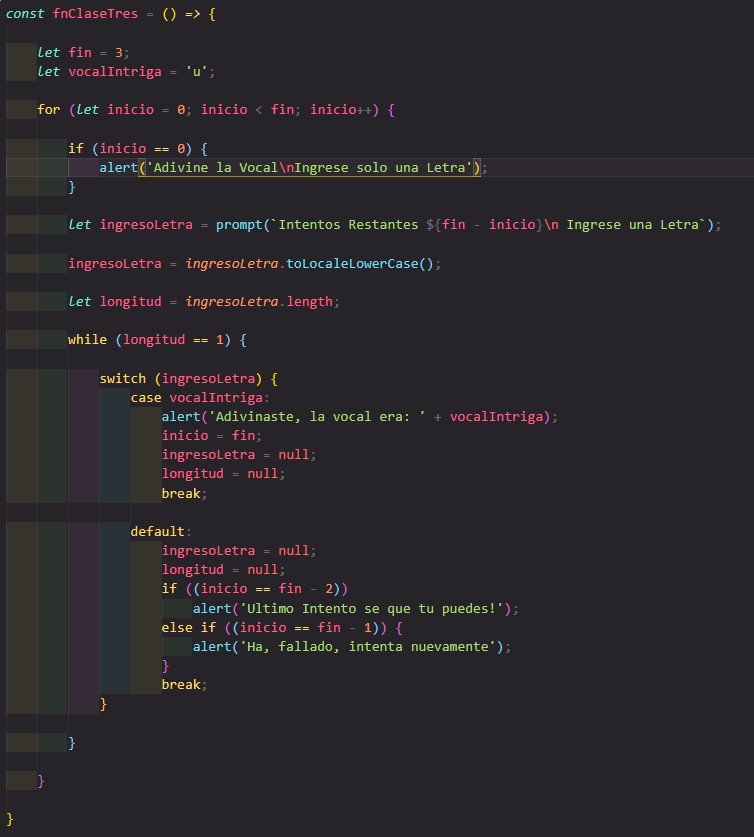 const fnClaseTres = () => {
let fin = 3;
let vocalIntriga = 'u';
for (let inicio = 0; inicio < fin; inicio++) {
if (inicio == 0) {
alert('Adivine la Vocal\nIngrese solo una Letra');
}
let ingresoLetra = prompt(`Intentos Restantes ${fin - inicio}\n Ingrese una Letra`);
ingresoLetra = ingresoLetra.toLocaleLowerCase();
let longitud = ingresoLetra.length;
while (longitud == 1) {
switch (ingresoLetra) {
case vocalIntriga:
alert('Adivinaste, la vocal era: ' + vocalIntriga);
inicio = fin;
ingresoLetra = null;
longitud = null;
break;
default:
ingresoLetra = null;
longitud = null;
if ((inicio == fin - 2))
alert('Ultimo Intento se que tu puedes!');
else if ((inicio == fin - 1)) {
alert('Ha, fallado, intenta nuevamente');
}
break;
}
}
}
}